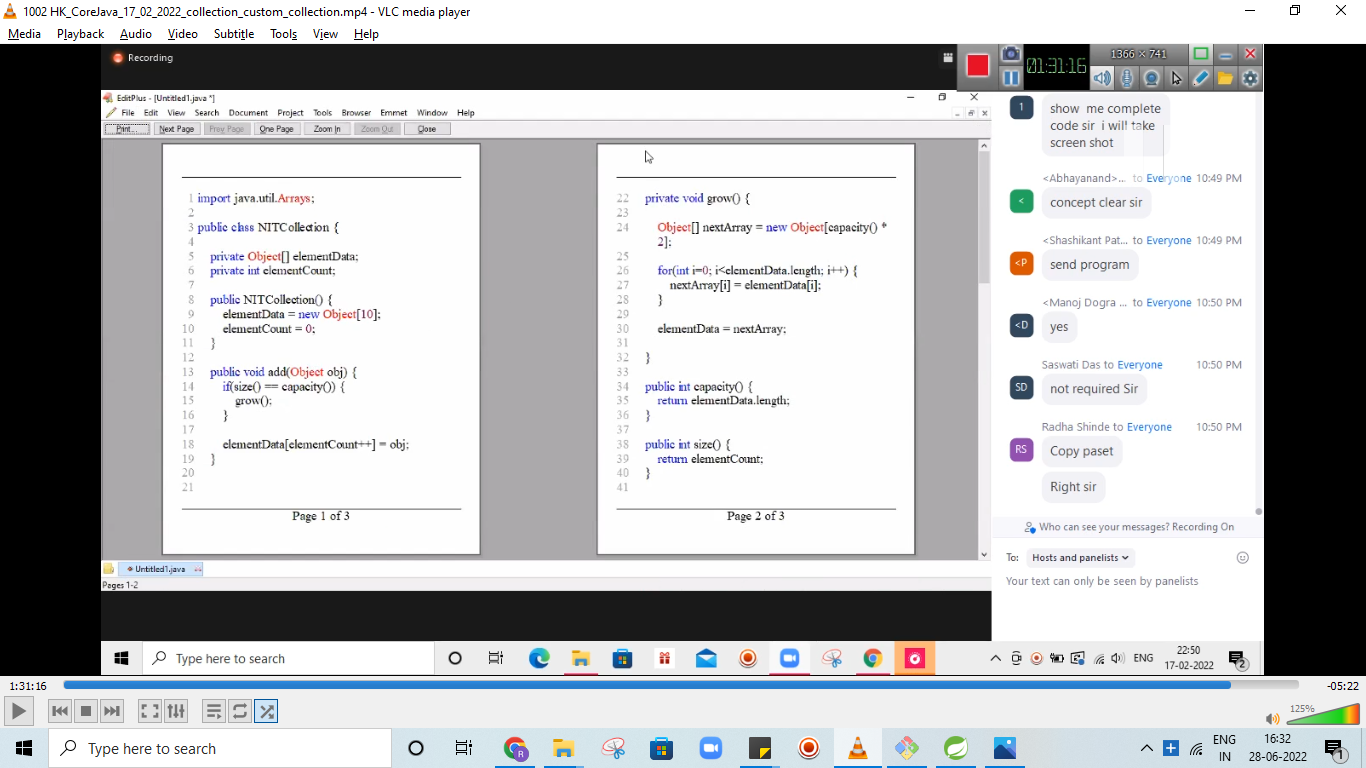 1002 HK_CoreJava_17_02_2022_collection_custom_collection.mp4 - VLC media player
Media Playback Audio Video Subtitle Tools View Help
Recording
1366 × 741
01:31:16
EditPlus - [Untitled1.java *]
File Edit View Search Document Project Tools Browser Emmet Window Help
Print... Next Page Prev Page One Page Zoom In Zoom Out Close
1 import java.util.Arrays;
2
3 public class NITCollection {
4
5 private Object[] elementData;
6 private int elementCount;
7
8 public NITCollection() {
9 elementData = new Object[10];
10 elementCount = 0;
11 }
12
13 public void add(Object obj) {
14 if(size() == capacity()) {
15 grow();
16 }
17
18 elementData[elementCount++] = obj;
19 }
20
21
Page 1 of 3
22 private void grow() {
23
24 Object[] nextArray = new Object[capacity() *
2];
25
26 for(int i=0; i<elementData.length; i++) {
27 nextArray[i] = elementData[i];
28 }
29
30 elementData = nextArray;
31
32 }
33
34 public int capacity() {
35 return elementData.length;
36 }
37
38 public int size() {
39 return elementCount;
40 }
41
Page 2 of 3
Untitled1.java
Pages 1-2
1
show me complete
code sir i will take
screen shot
<Abhayanand>... to Everyone 10:49 PM
<
concept clear sir
<Shashikant Pat... to Everyone 10:49 PM
<P
send program
<Manoj Dogra ... to Everyone 10:50 PM
<D
yes
Saswati Das to Everyone 10:50 PM
SD
not required Sir
Radha Shinde to Everyone 10:50 PM
RS
Copy paset
Right sir
Who can see your messages? Recording On
To: Hosts and panelists
Your text can only be seen by panelists
Type here to search
ENG
22:50
17-02-2022
2
1:31:16
-05:22
125%
Type here to search
R
ENG
IN
16:32
28-06-2022
1